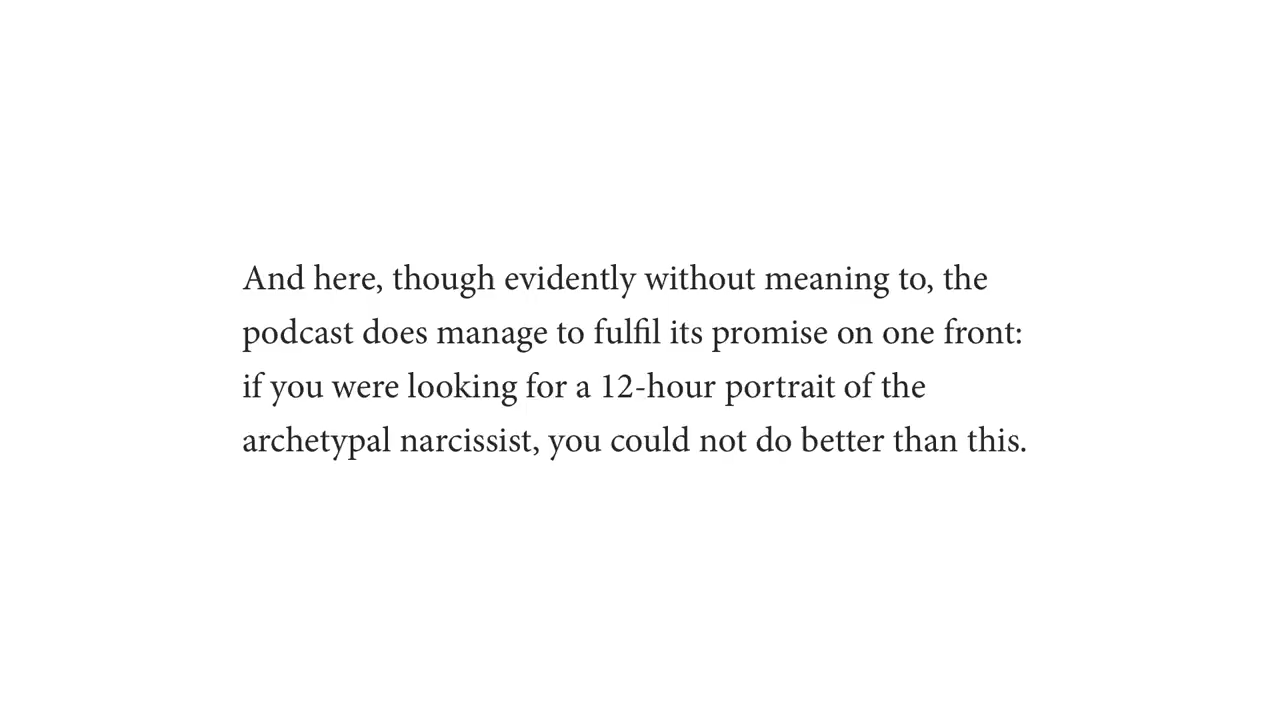 And here, though evidently without meaning to, the
podcast does manage to fulfil its promise on one front:
if you were looking for a 12-hour portrait of the
archetypal narcissist, you could not do better than this.